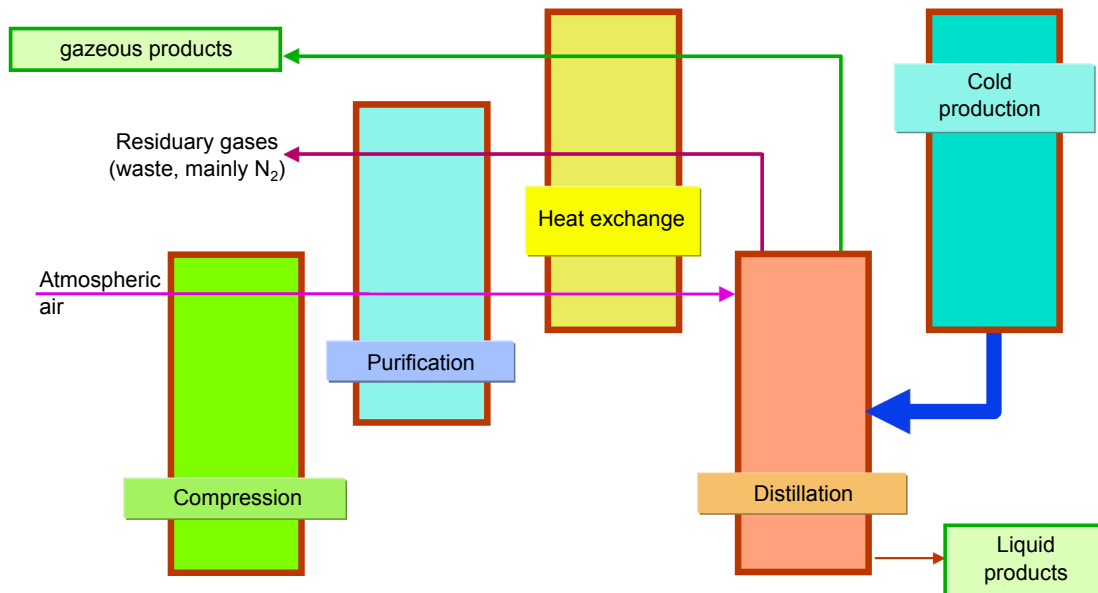 gazeous products
Cold
production
Residuary gases
(waste, mainly N₂)
Heat exchange
Atmospheric
air
Purification
Compression
Distillation
Liquid
products